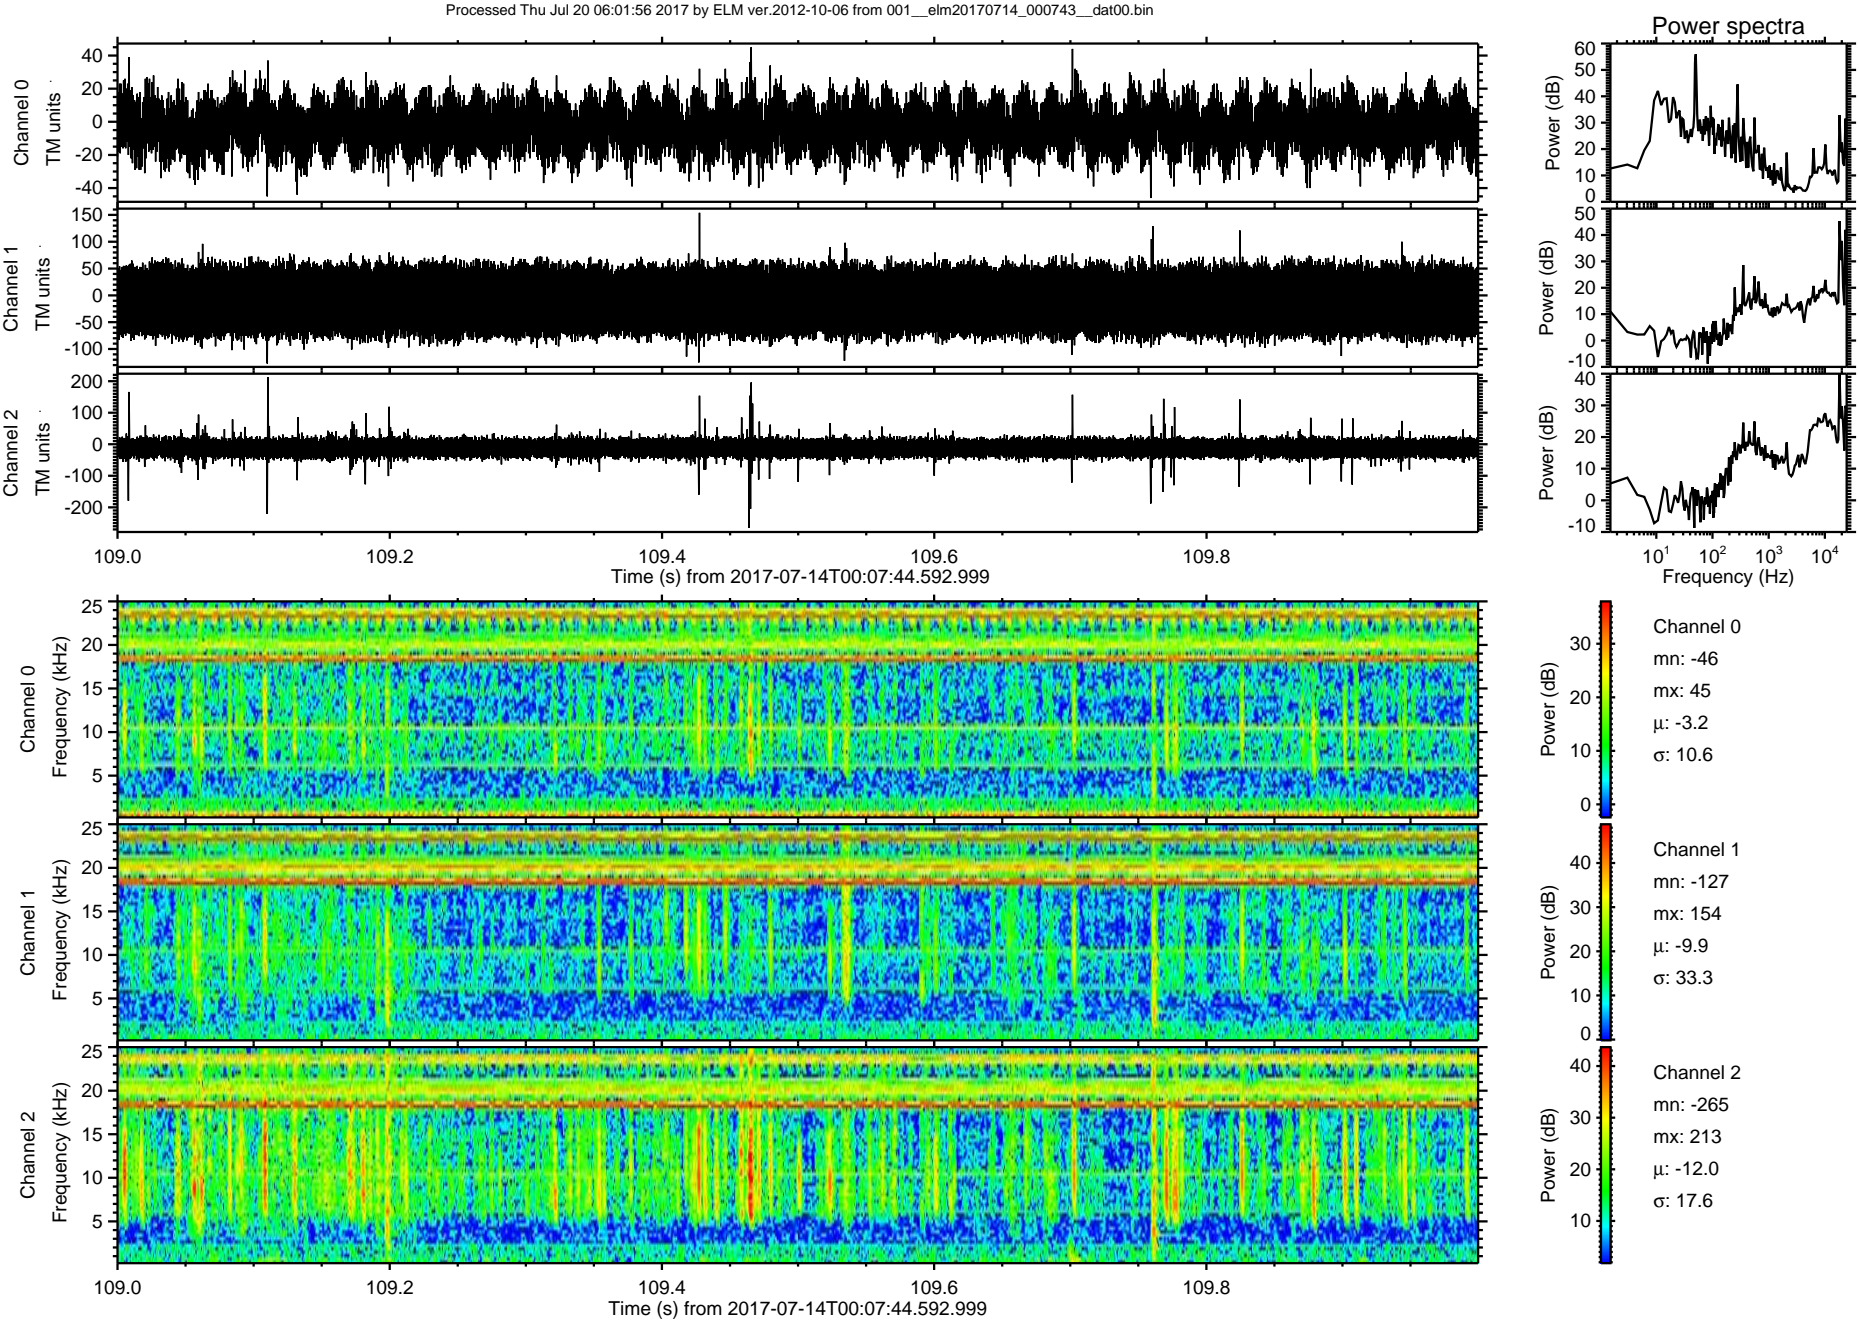 Processed Thu Jul 20 06:01:56 2017 by ELM ver.2012-10-06 from 001__elm20170714_000743__dat00.bin
Power spectra
Channel 0
TM units
40
20
0
-20
-40
Power (dB)
60
50
40
30
20
10
0
Channel 1
TM units
150
100
50
0
-50
-100
Power (dB)
50
40
30
20
10
0
-10
Channel 2
TM units
200
100
0
-100
-200
Power (dB)
40
30
20
10
0
-10
109.0 109.2 109.4 109.6 109.8
Time (s) from 2017-07-14T00:07:44.592.999
10¹ 10² 10³ 10⁴
Frequency (Hz)
Channel 0
Frequency (kHz)
25
20
15
10
5
Power (dB)
30
20
10
0
Channel 0
mn: -46
mx: 45
µ: -3.2
σ: 10.6
Channel 1
Frequency (kHz)
25
20
15
10
5
Power (dB)
40
30
20
10
0
Channel 1
mn: -127
mx: 154
µ: -9.9
σ: 33.3
Channel 2
Frequency (kHz)
25
20
15
10
5
Power (dB)
40
30
20
10
Channel 2
mn: -265
mx: 213
µ: -12.0
σ: 17.6
109.0 109.2 109.4 109.6 109.8
Time (s) from 2017-07-14T00:07:44.592.999